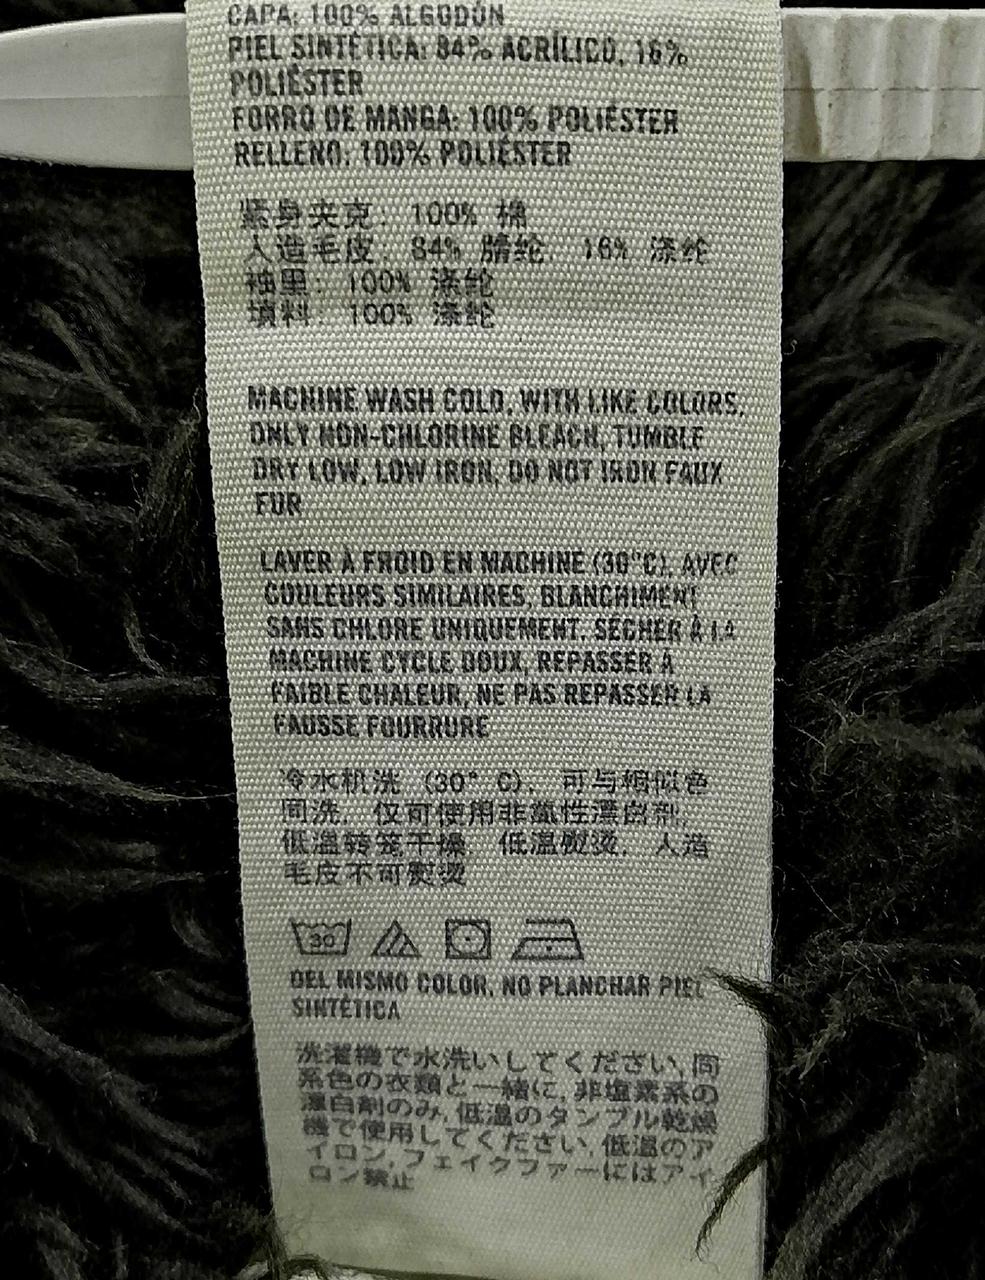 CAPA: 100% ALGODÓN
PIEL SINTÉTICA: 84% ACRÍLICO, 16%
POLIÉSTER
FORRO DE MANGA: 100% POLIÉSTER
RELLENO: 100% POLIÉSTER
紧身夹克: 100% 棉
人造毛皮: 84% 腈纶, 16% 涤纶
袖里: 100% 涤纶
填料: 100% 涤纶
MACHINE WASH COLD, WITH LIKE COLORS,
ONLY NON-CHLORINE BLEACH, TUMBLE
DRY LOW, LOW IRON, DO NOT IRON FAUX
FUR
LAVER À FROID EN MACHINE (30°C), AVEC
COULEURS SIMILAIRES, BLANCHIMENT
SANS CHLORE UNIQUEMENT, SÉCHER À LA
MACHINE CYCLE DOUX, REPASSER À
FAIBLE CHALEUR, NE PAS REPASSER LA
FAUSSE FOURRURE
冷水机洗 (30° C), 可与相似色
同洗, 仅可使用非氯性漂白剂,
低温转笼干燥, 低温熨烫, 人造
毛皮不可熨烫
30
DEL MISMO COLOR, NO PLANCHAR PIEL
SINTÉTICA
洗濯機で水洗いしてください, 同
系色の衣類と一緒に, 非塩素系の
漂白剤のみ, 低温のタンブル乾燥
機で使用してください, 低温のア
イロン, フェイクファーにはアイ
ロン禁止